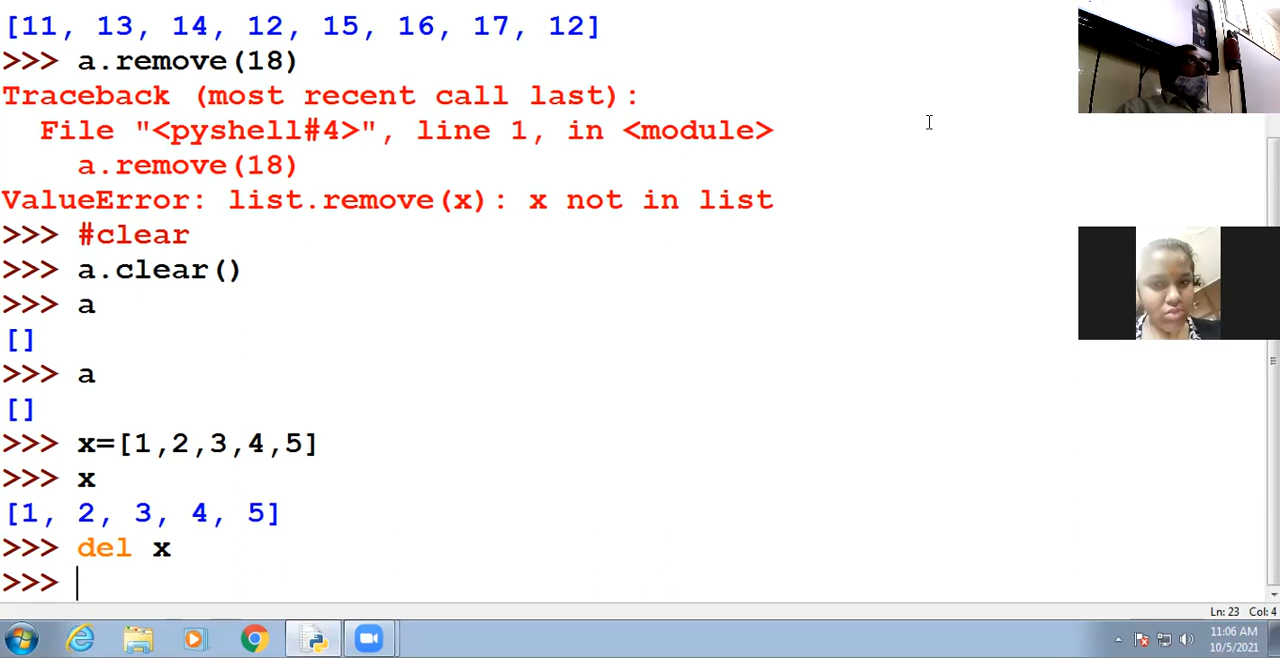 [11, 13, 14, 12, 15, 16, 17, 12]
>>> a.remove(18)
Traceback (most recent call last):
  File "<pyshell#4>", line 1, in <module>
    a.remove(18)
ValueError: list.remove(x): x not in list
>>> #clear
>>> a.clear()
>>> a
[]
>>> a
[]
>>> x=[1,2,3,4,5]
>>> x
[1, 2, 3, 4, 5]
>>> del x
>>>
Ln: 23 Col: 4
11:06 AM
10/5/2021